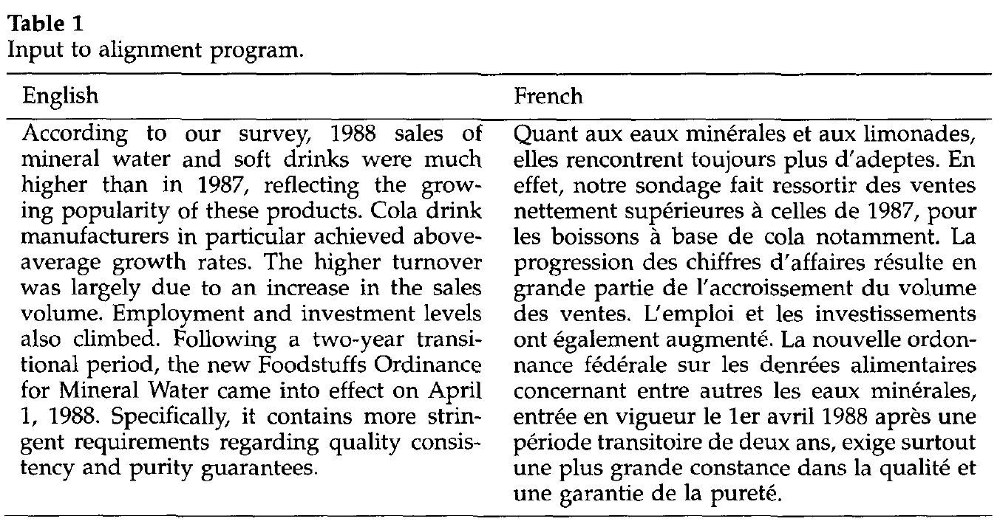 Table 1
Input to alignment program.
English
French
According to our survey, 1988 sales of
mineral water and soft drinks were much
higher than in 1987, reflecting the grow-
ing popularity of these products. Cola drink
manufacturers in particular achieved above-
average growth rates. The higher turnover
was largely due to an increase in the sales
volume. Employment and investment levels
also climbed. Following a two-year transi-
tional period, the new Foodstuffs Ordinance
for Mineral Water came into effect on April
1, 1988. Specifically, it contains more strin-
gent requirements regarding quality consis-
tency and purity guarantees.
Quant aux eaux minérales et aux limonades,
elles rencontrent toujours plus d'adeptes. En
effet, notre sondage fait ressortir des ventes
nettement supérieures à celles de 1987, pour
les boissons à base de cola notamment. La
progression des chiffres d'affaires résulte en
grande partie de l'accroissement du volume
des ventes. L'emploi et les investissements
ont également augmenté. La nouvelle ordon-
nance fédérale sur les denrées alimentaires
concernant entre autres les eaux minérales,
entrée en vigueur le 1er avril 1988 après une
période transitoire de deux ans, exige surtout
une plus grande constance dans la qualité et
une garantie de la pureté.